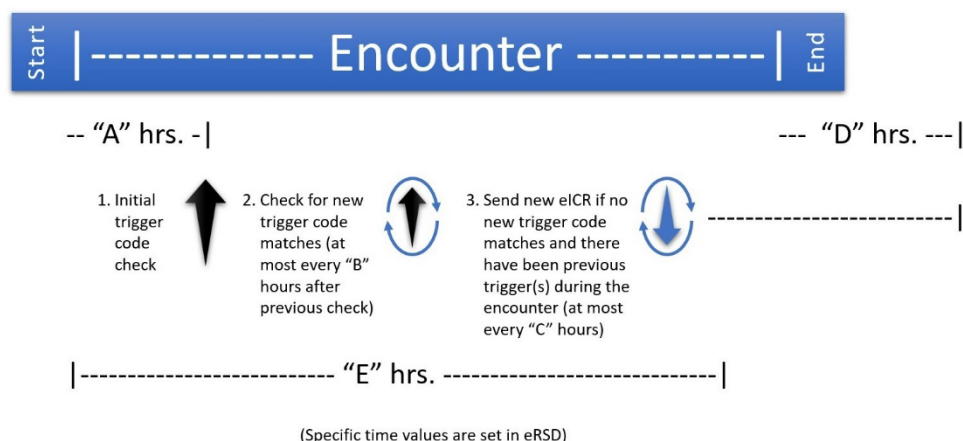 Start |------------- Encounter -----------| End
-- “A” hrs. -|
--- “D” hrs. ---|
1. Initial
trigger
code
check
2. Check for new
trigger code
matches (at
most every “B”
hours after
previous check)
3. Send new eICR if no
new trigger code
matches and there
have been previous
trigger(s) during the
encounter (at most
every “C” hours)
--------------------------|
|--------------------------- “E” hrs. -----------------------------|
(Specific time values are set in eRSD)